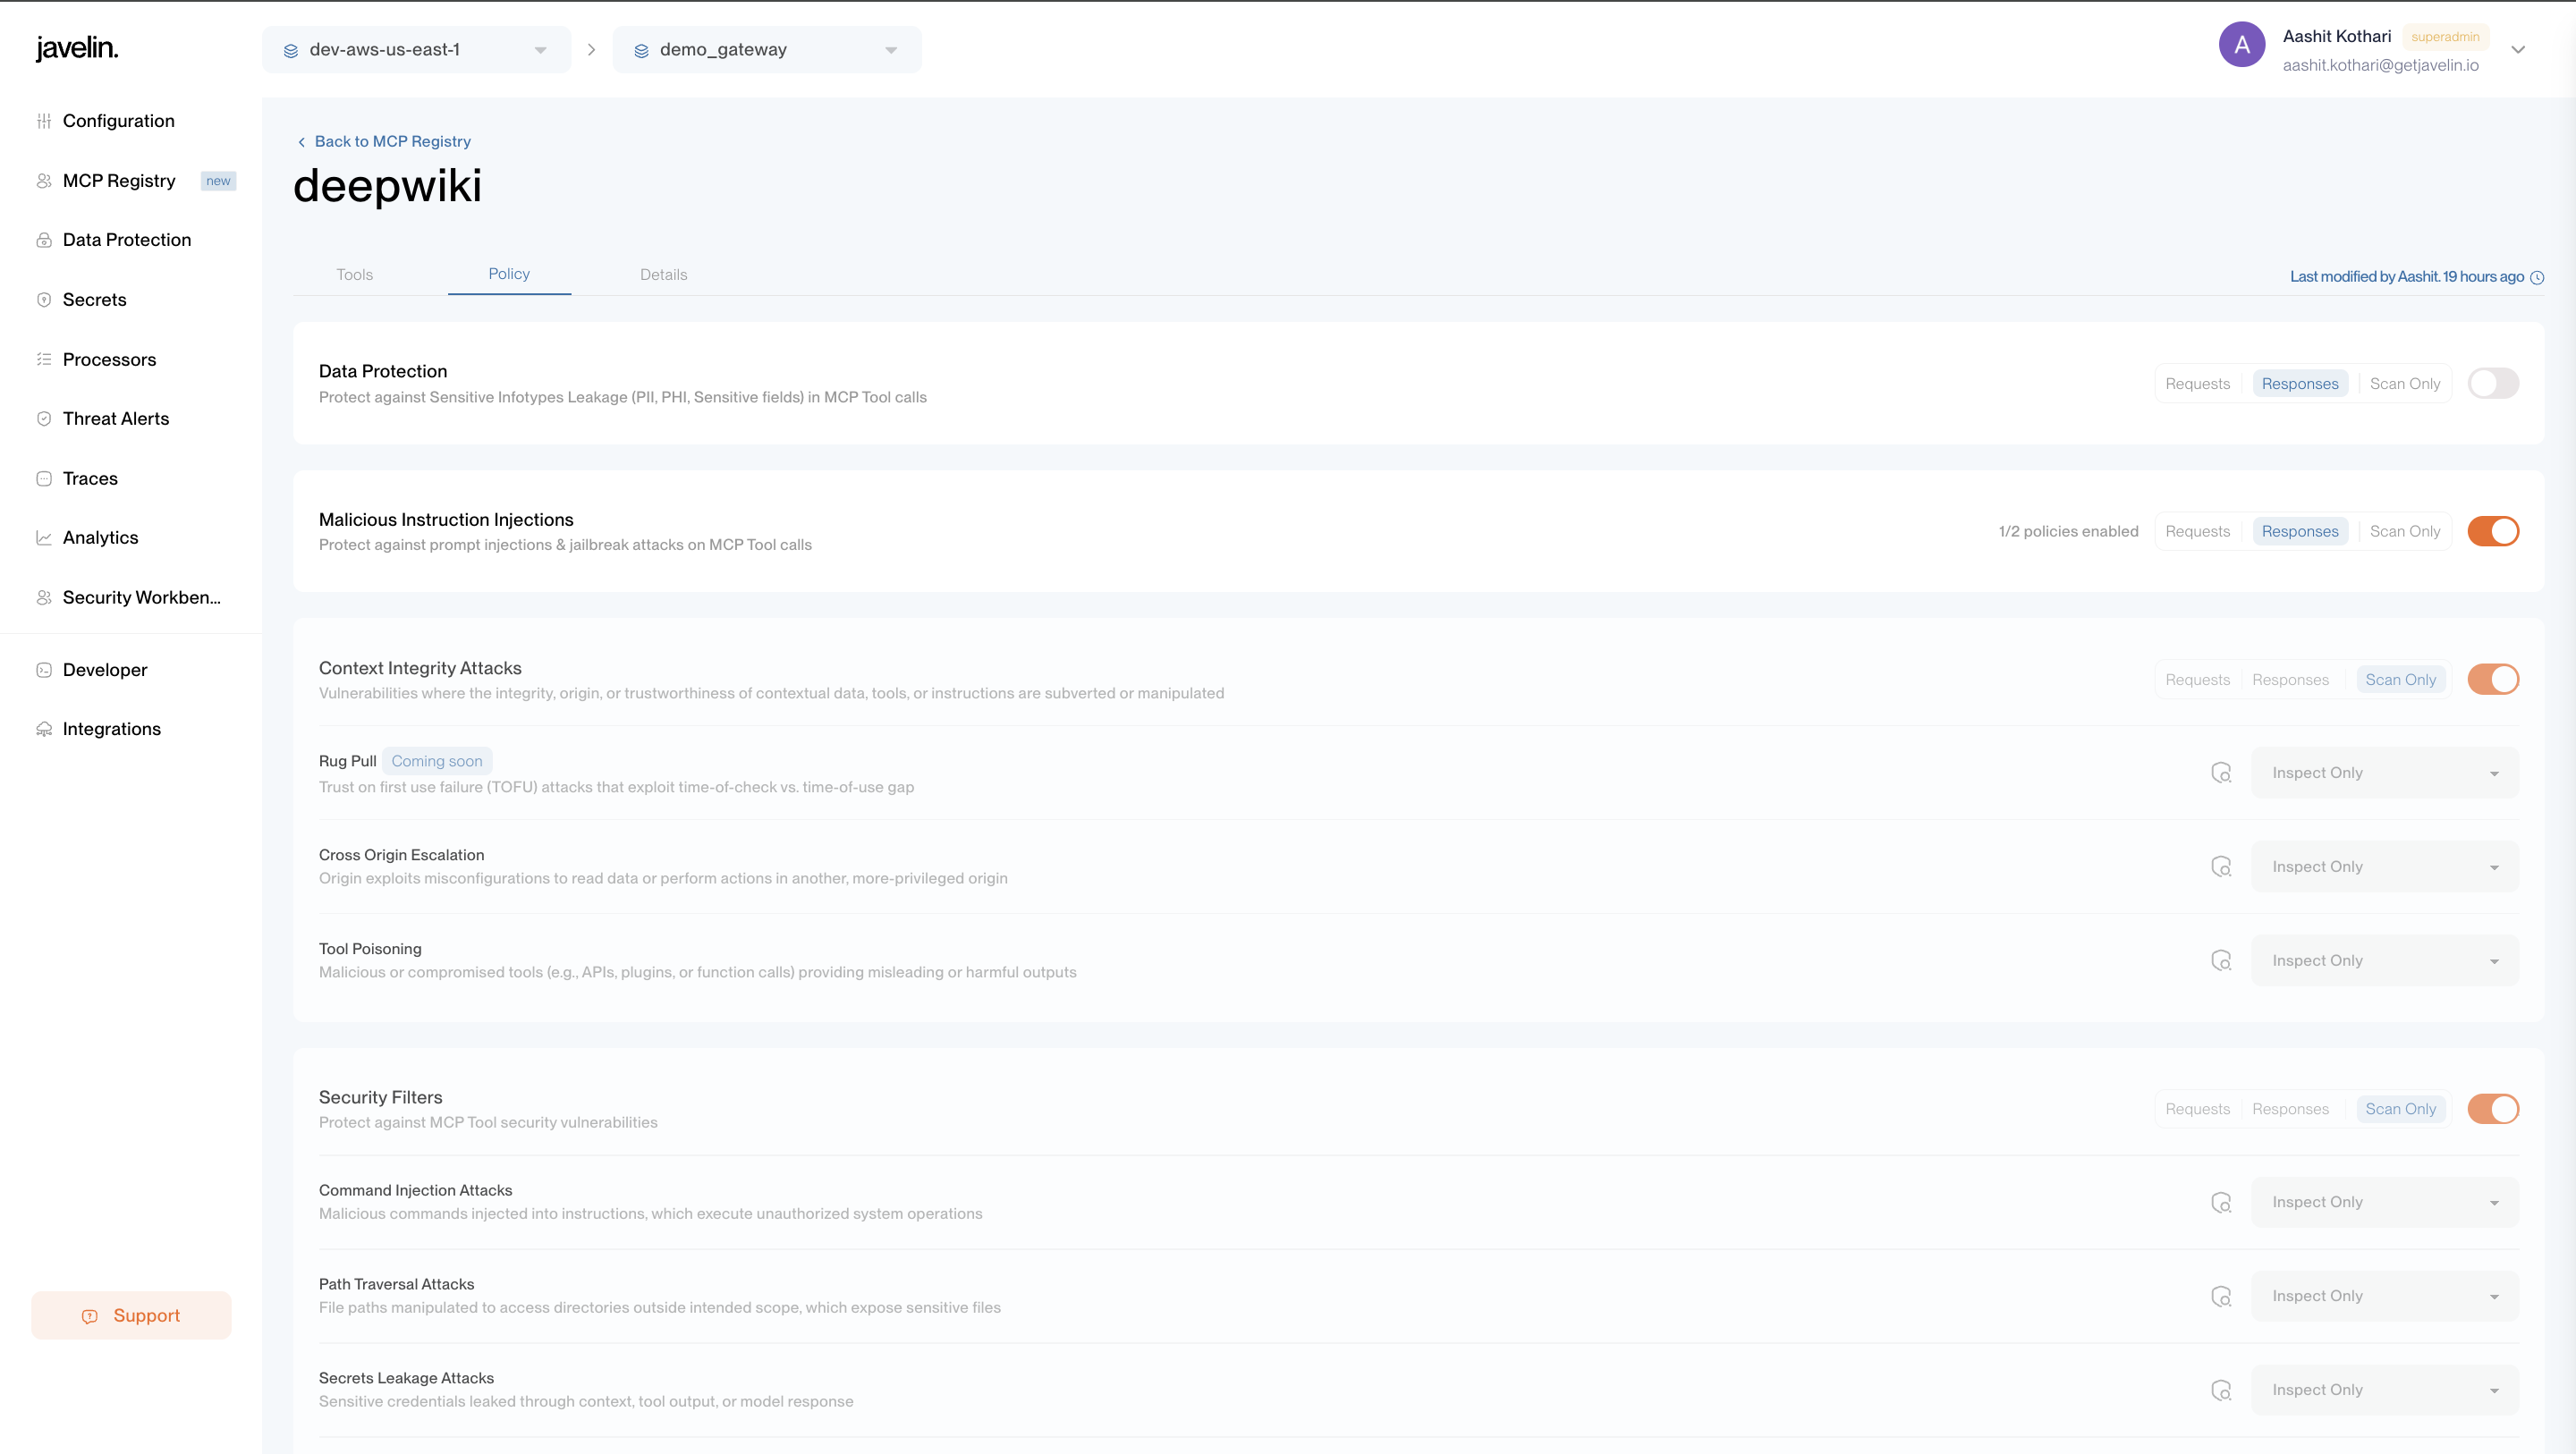 javelin.
dev-aws-us-east-1
demo_gateway
A
Aashit Kothari
superadmin
aashit.kothari@getjavelin.io
Configuration
MCP Registry new
Data Protection
Secrets
Processors
Threat Alerts
Traces
Analytics
Security Workben...
Developer
Integrations
Support
Back to MCP Registry
deepwiki
Tools Policy Details
Last modified by Aashit. 19 hours ago
Data Protection
Protect against Sensitive Infotypes Leakage (PII, PHI, Sensitive fields) in MCP Tool calls
Requests Responses Scan Only
Malicious Instruction Injections
Protect against prompt injections & jailbreak attacks on MCP Tool calls
1/2 policies enabled Requests Responses Scan Only
Context Integrity Attacks
Vulnerabilities where the integrity, origin, or trustworthiness of contextual data, tools, or instructions are subverted or manipulated
Requests Responses Scan Only
Rug Pull Coming soon
Trust on first use failure (TOFU) attacks that exploit time-of-check vs. time-of-use gap
Inspect Only
Cross Origin Escalation
Origin exploits misconfigurations to read data or perform actions in another, more-privileged origin
Inspect Only
Tool Poisoning
Malicious or compromised tools (e.g., APIs, plugins, or function calls) providing misleading or harmful outputs
Inspect Only
Security Filters
Protect against MCP Tool security vulnerabilities
Requests Responses Scan Only
Command Injection Attacks
Malicious commands injected into instructions, which execute unauthorized system operations
Inspect Only
Path Traversal Attacks
File paths manipulated to access directories outside intended scope, which expose sensitive files
Inspect Only
Secrets Leakage Attacks
Sensitive credentials leaked through context, tool output, or model response
Inspect Only